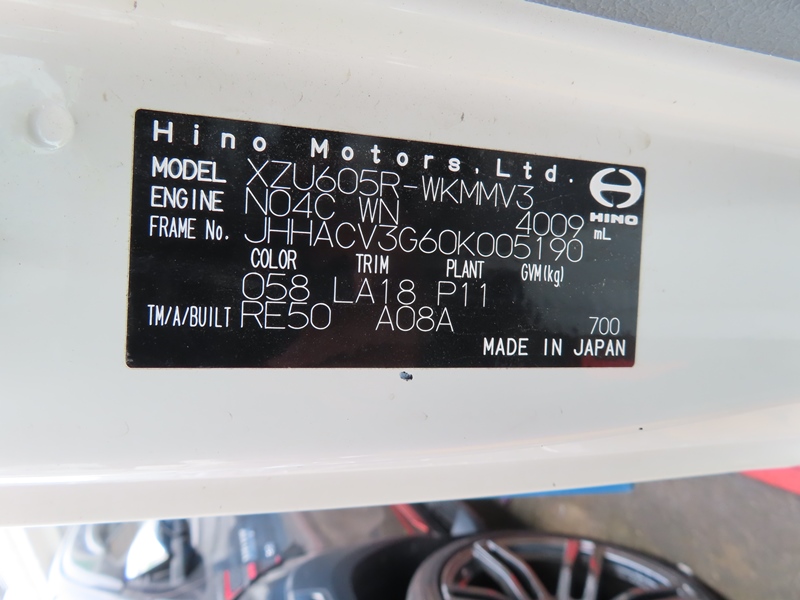 Hino Motors,Ltd.
MODEL XZU605R-WKMMV3
HINO
ENGINE N04C WN 4009 mL
FRAME No. JHHACV3G60K005190
COLOR TRIM PLANT GVM(kg)
058 LA18 P11
TM/A/BUILT RE50 A08A 700
MADE IN JAPAN